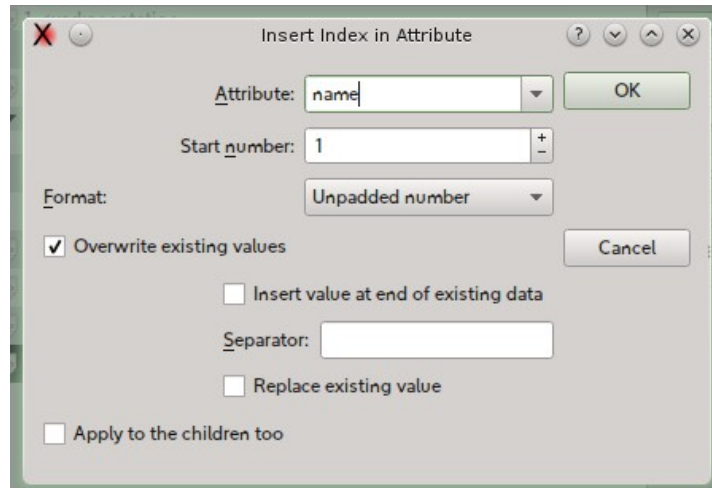 Insert Index in Attribute
Attribute: name OK
Start number: 1
Format: Unpadded number
Overwrite existing values Cancel
Insert value at end of existing data
Separator:
Replace existing value
Apply to the children too